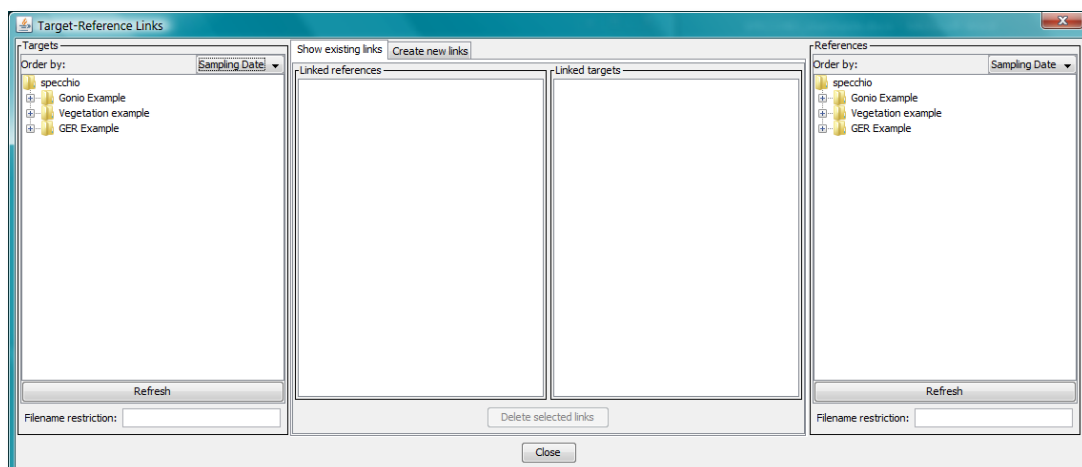 Target-Reference Links
Targets
Order by: Sampling Date
specchio
Gonio Example
Vegetation example
GER Example
Refresh
Filename restriction:
Show existing links Create new links
Linked references
Linked targets
Delete selected links
References
Order by: Sampling Date
specchio
Gonio Example
Vegetation example
GER Example
Refresh
Filename restriction:
Close